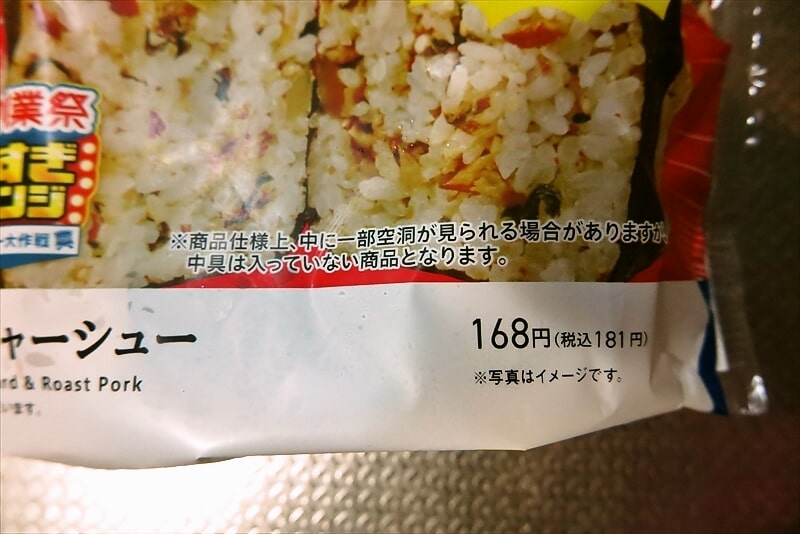 業祭
すぎ
ンジ
大作戦
※商品仕様上、中に一部空洞が見られる場合がありますが、
中具は入っていない商品となります。
ャーシュー
168円(税込181円)
rd & Roast Pork
※写真はイメージです。
います。